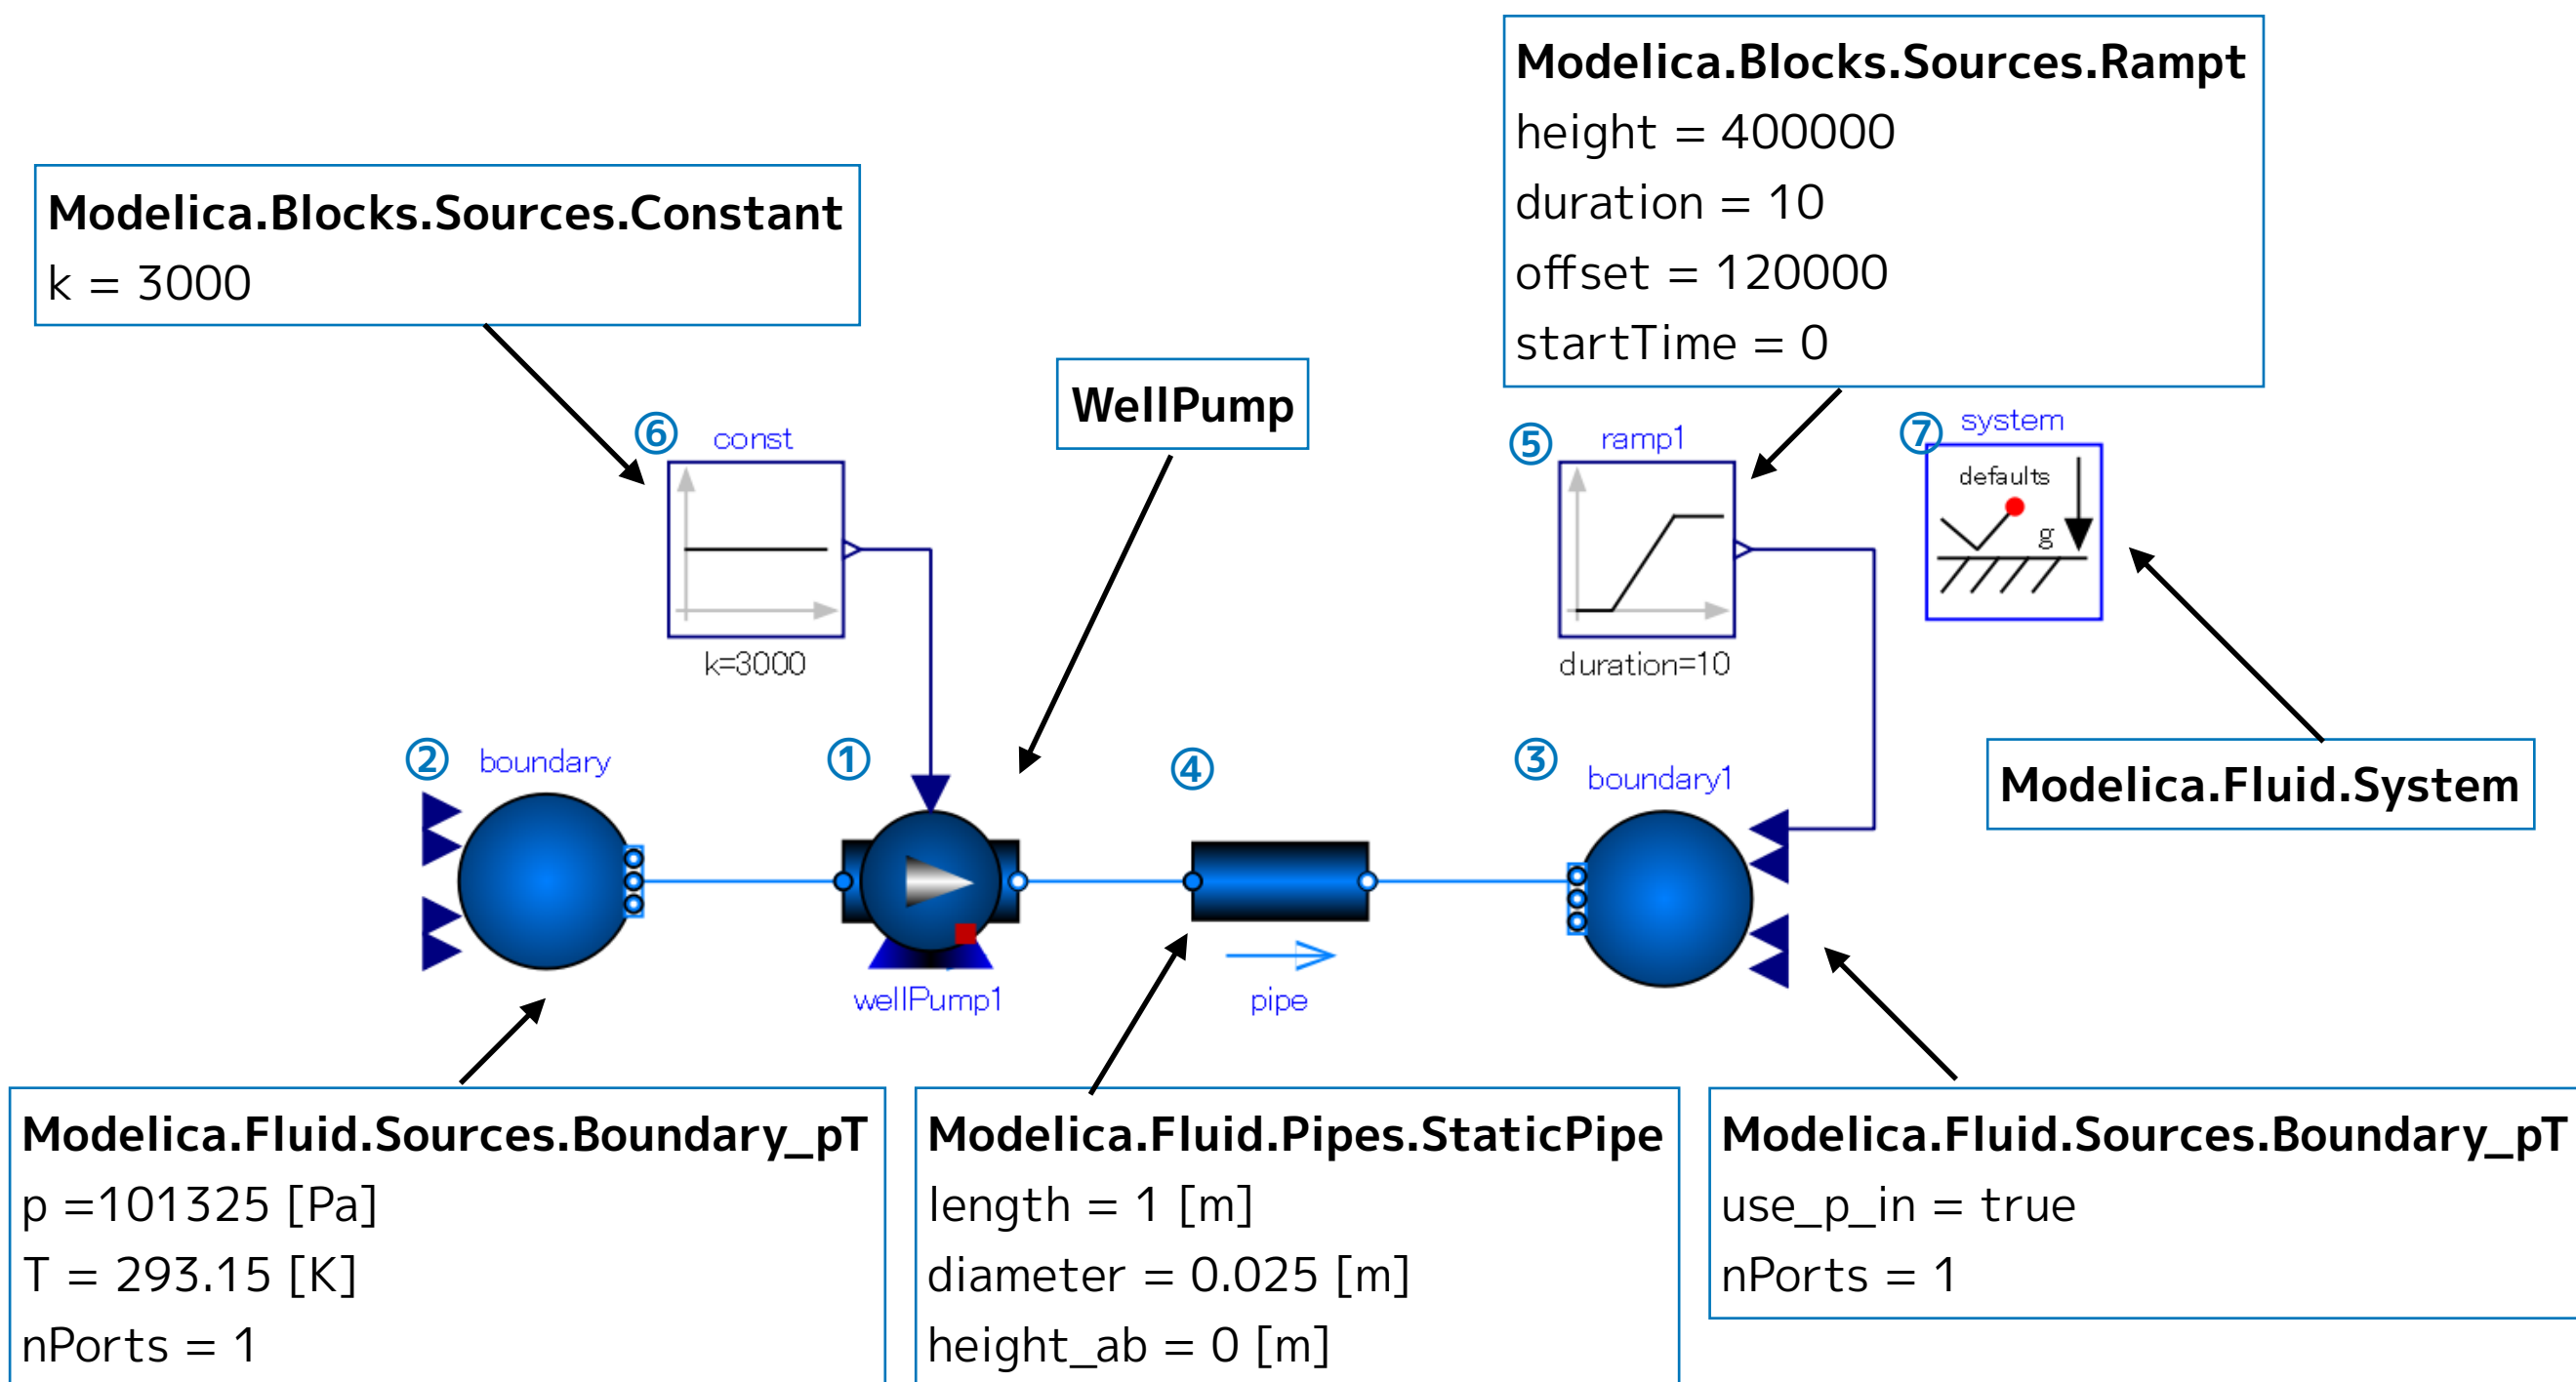 Modelica.Blocks.Sources.Rampt
height = 400000
duration = 10
offset = 120000
startTime = 0
Modelica.Blocks.Sources.Constant
k = 3000
WellPump
⑥ const
k=3000
⑤ ramp1
duration=10
⑦ system
defaults
g
Modelica.Fluid.System
② boundary
①
wellPump1
④
pipe
③ boundary1
Modelica.Fluid.Sources.Boundary_pT
p =101325 [Pa]
T = 293.15 [K]
nPorts = 1
Modelica.Fluid.Pipes.StaticPipe
length = 1 [m]
diameter = 0.025 [m]
height_ab = 0 [m]
Modelica.Fluid.Sources.Boundary_pT
use_p_in = true
nPorts = 1